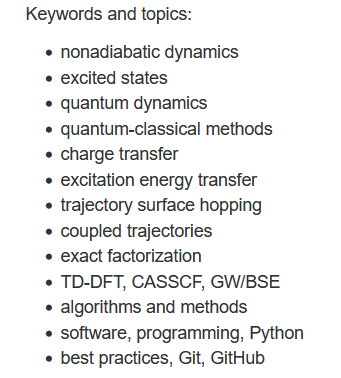 Keywords and topics:
• nonadiabatic dynamics
• excited states
• quantum dynamics
• quantum-classical methods
• charge transfer
• excitation energy transfer
• trajectory surface hopping
• coupled trajectories
• exact factorization
• TD-DFT, CASSCF, GW/BSE
• algorithms and methods
• software, programming, Python
• best practices, Git, GitHub